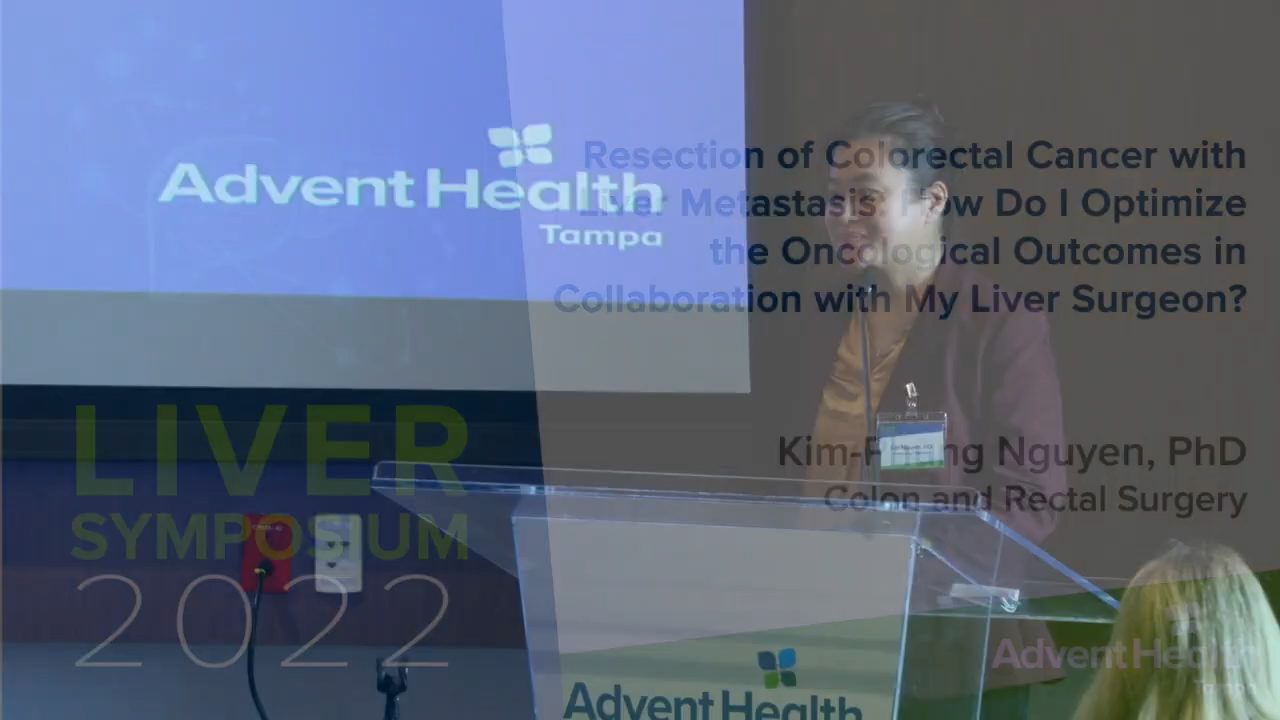 AdventHealth
Tampa
Resection of Colorectal Cancer with
Liver Metastasis: How Do I Optimize
the Oncological Outcomes in
Collaboration with My Liver Surgeon?
Nguyen, PhD
Colon and Rectal Surgery
LIVER
SYMPOSIUM
2022
AdventHealth
Tampa
AdventHealth